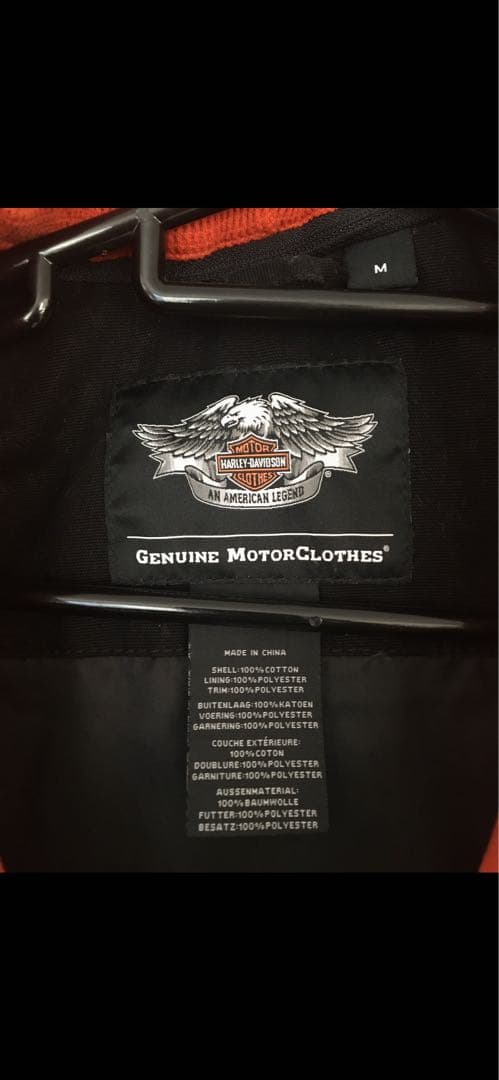 M
MOTOR
HARLEY-DAVIDSON
CLOTHES
AN AMERICAN LEGEND
®
GENUINE MOTORCLOTHES®
MADE IN CHINA
SHELL:100%COTTON
LINING:100%POLYESTER
TRIM:100%POLYESTER
BUITENLAAG:100%KATOEN
VOERING:100%POLYESTER
GARNERING:100%POLYESTER
COUCHE EXTÉRIEURE:
100%COTON
DOUBLURE:100%POLYESTER
GARNITURE:100%POLYESTER
AUSSENMATERIAL:
100%BAUMWOLLE
FUTTER:100%POLYESTER
BESATZ:100%POLYESTER